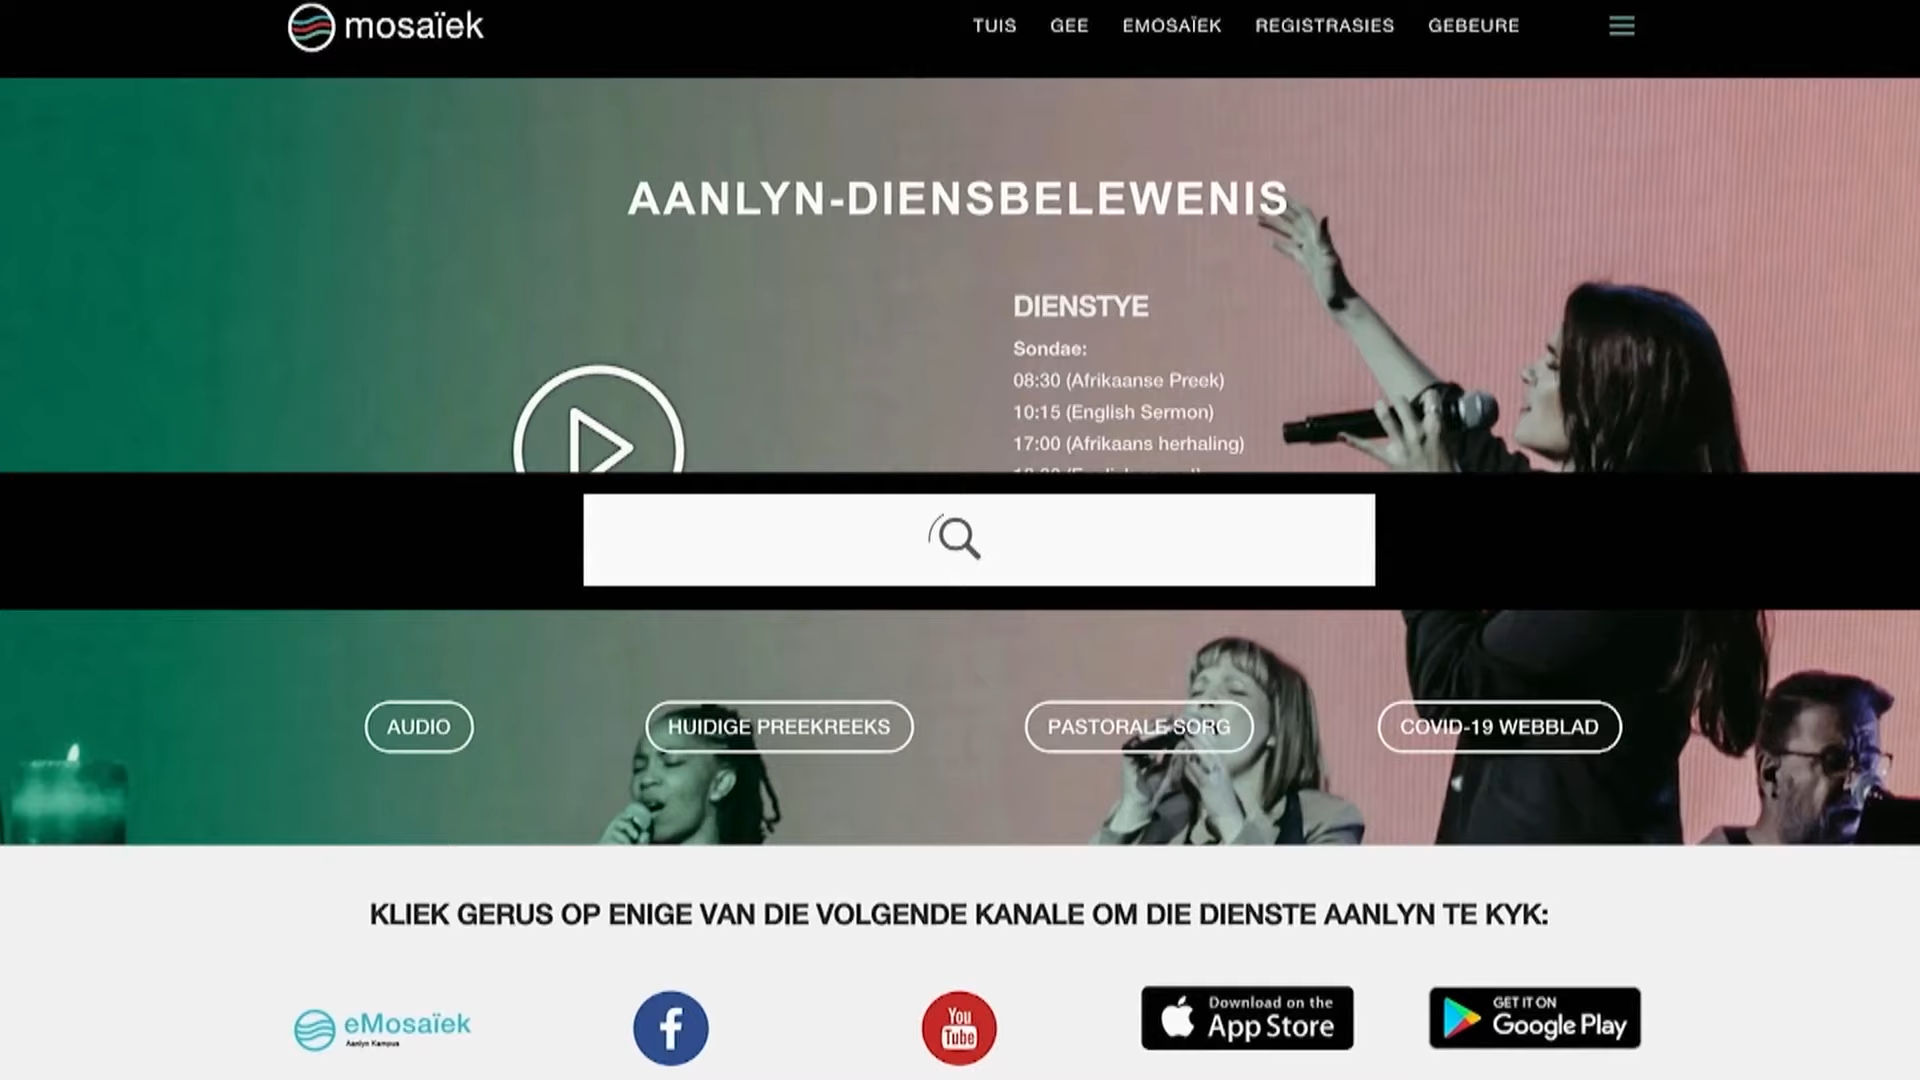 mosaïek
TUIS GEE EMOSAÏEK REGISTRASIES GEBEURE
AANLYN-DIENSBELEWENIS
DIENSTYE
Sondae:
08:30 (Afrikaanse Preek)
10:15 (English Sermon)
17:00 (Afrikaans herhaling)
AUDIO HUIDIGE PREEKREEKS PASTORALE SORG COVID-19 WEBBLAD
KLIEK GERUS OP ENIGE VAN DIE VOLGENDE KANALE OM DIE DIENSTE AANLYN TE KYK:
eMosaïek
Aanlyn Kampus
f
You
Tube
Download on the
App Store
GET IT ON
Google Play